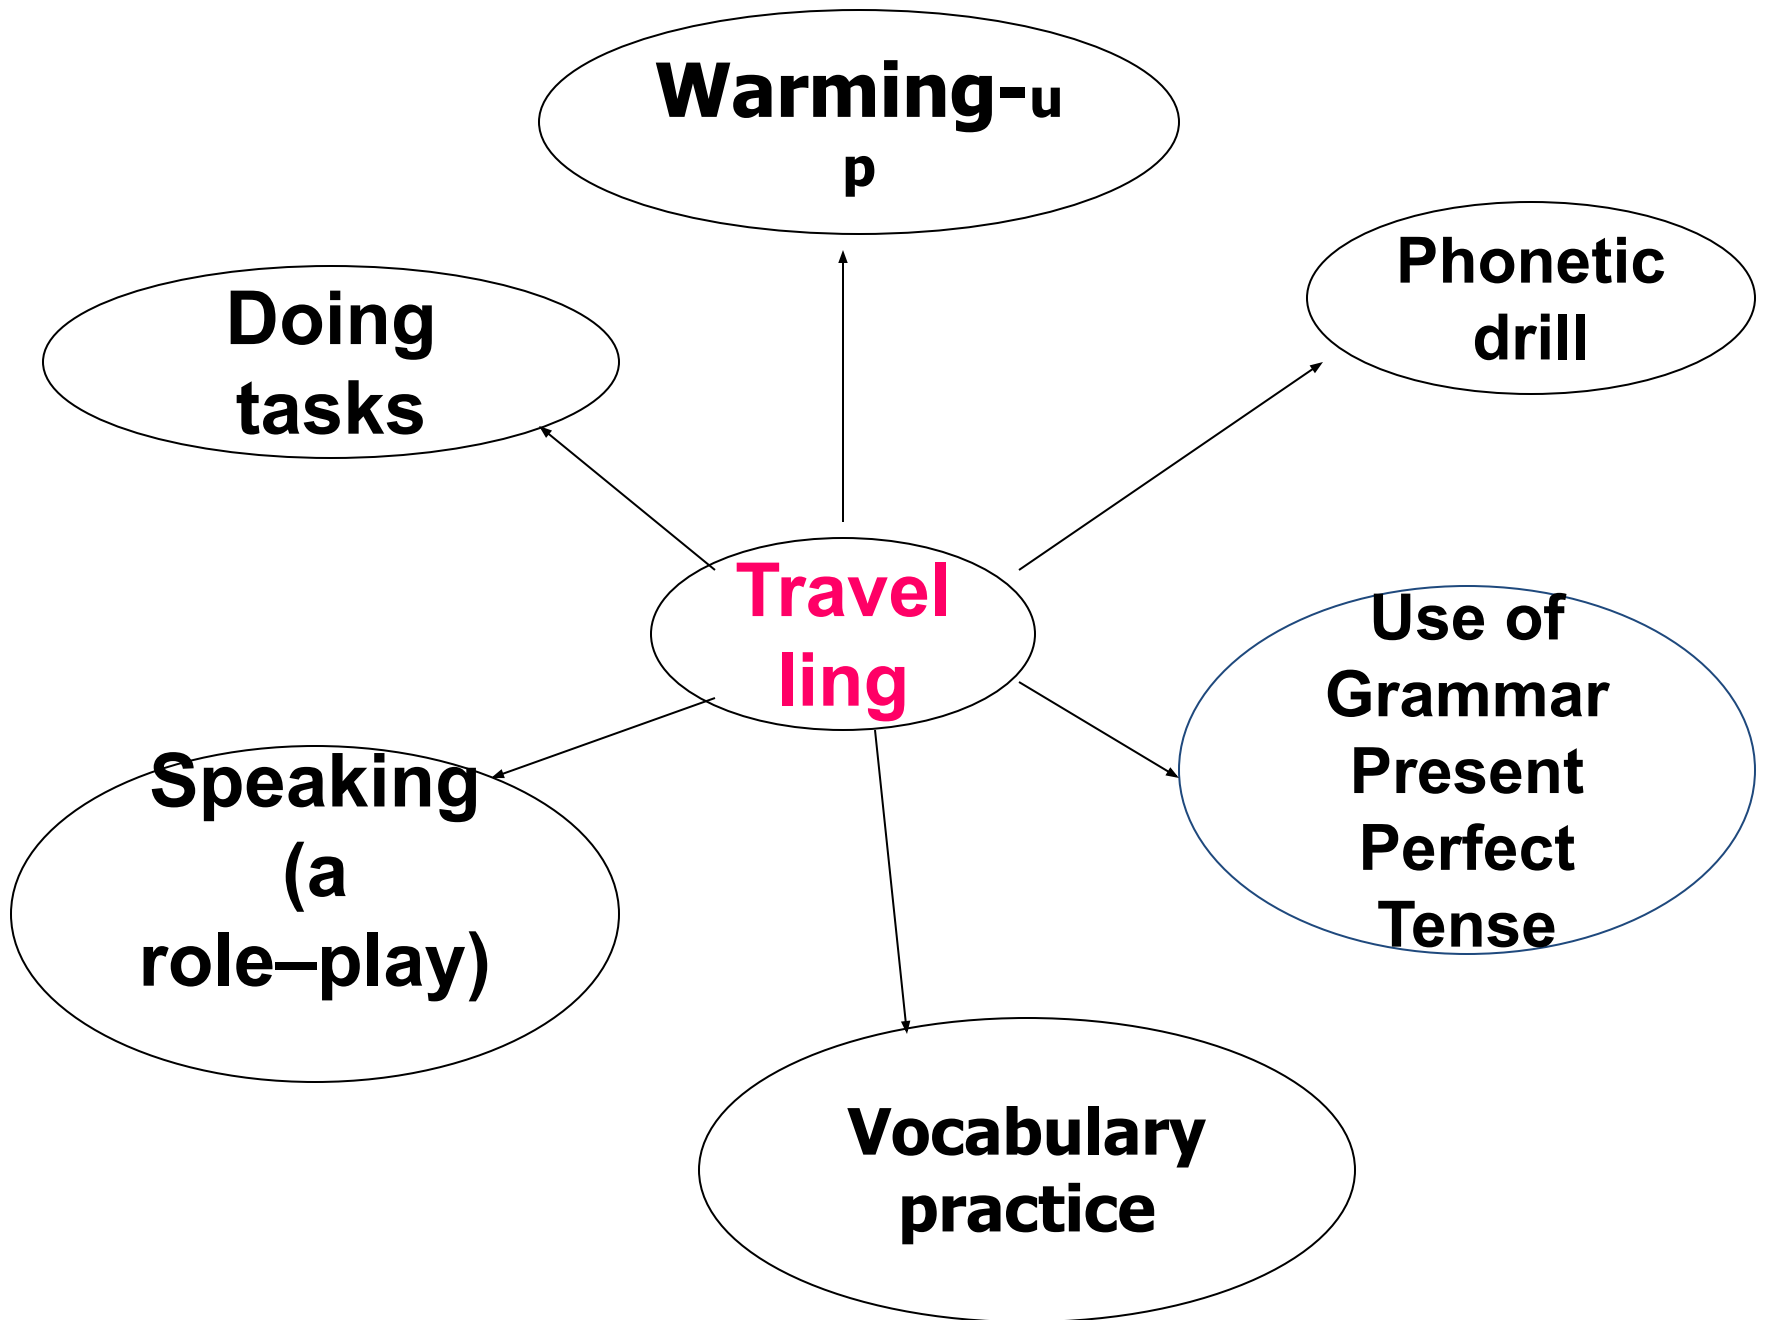 Warming-u
p
Phonetic
drill
Doing
tasks
Travel
ling
Use of
Grammar
Present
Perfect
Tense
Speaking
(a
role–play)
Vocabulary
practice